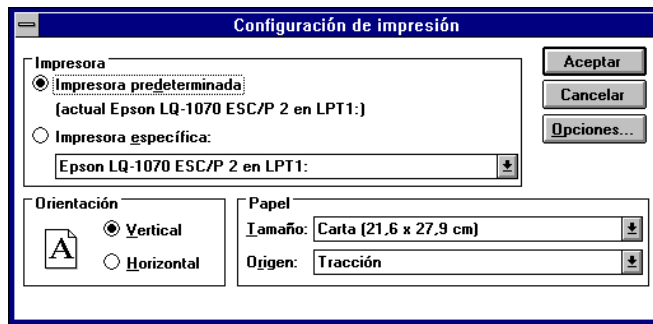 Configuración de impresión
Impresora
Impresora predeterminada
(actual Epson LQ-1070 ESC/P 2 en LPT1:)
Impresora específica:
Epson LQ-1070 ESC/P 2 en LPT1:
Aceptar
Cancelar
Opciones...
Orientación
A
Vertical
Horizontal
Papel
Tamaño: Carta (21,6 x 27,9 cm)
Origen: Tracción